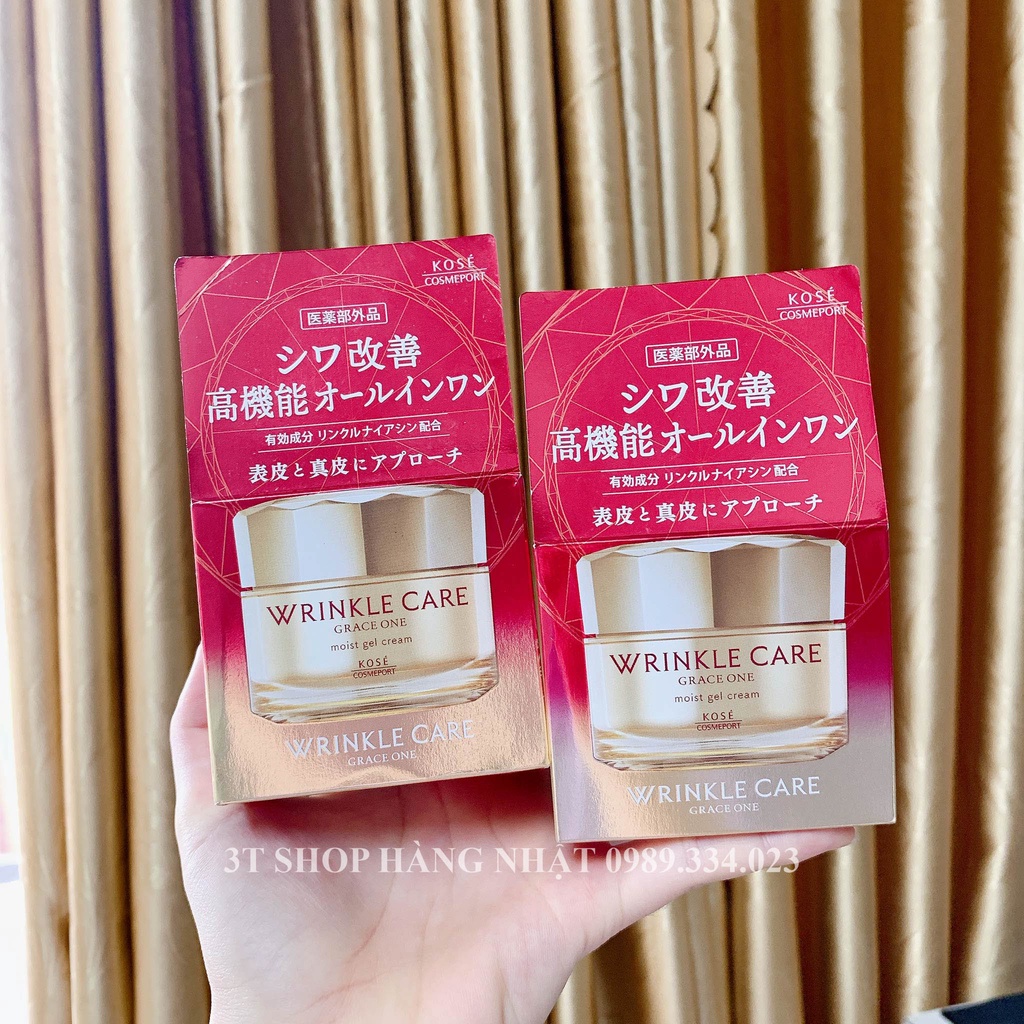 KOSÉ
COSMEPORT
医薬部外品
シワ改善
高機能オールインワン
有効成分 リンクルナイアシン配合
表皮と真皮にアプローチ
WRINKLE CARE
GRACE ONE
moist gel cream
KOSÉ
COSMEPORT
WRINKLE CARE
GRACE ONE
KOSÉ
COSMEPORT
医薬部外品
シワ改善
高機能オールインワン
有効成分 リンクルナイアシン配合
表皮と真皮にアプローチ
WRINKLE CARE
GRACE ONE
moist gel cream
KOSÉ
COSMEPORT
WRINKLE CARE
GRACE ONE
3T SHOP HÀNG NHẬT 0989.334.023